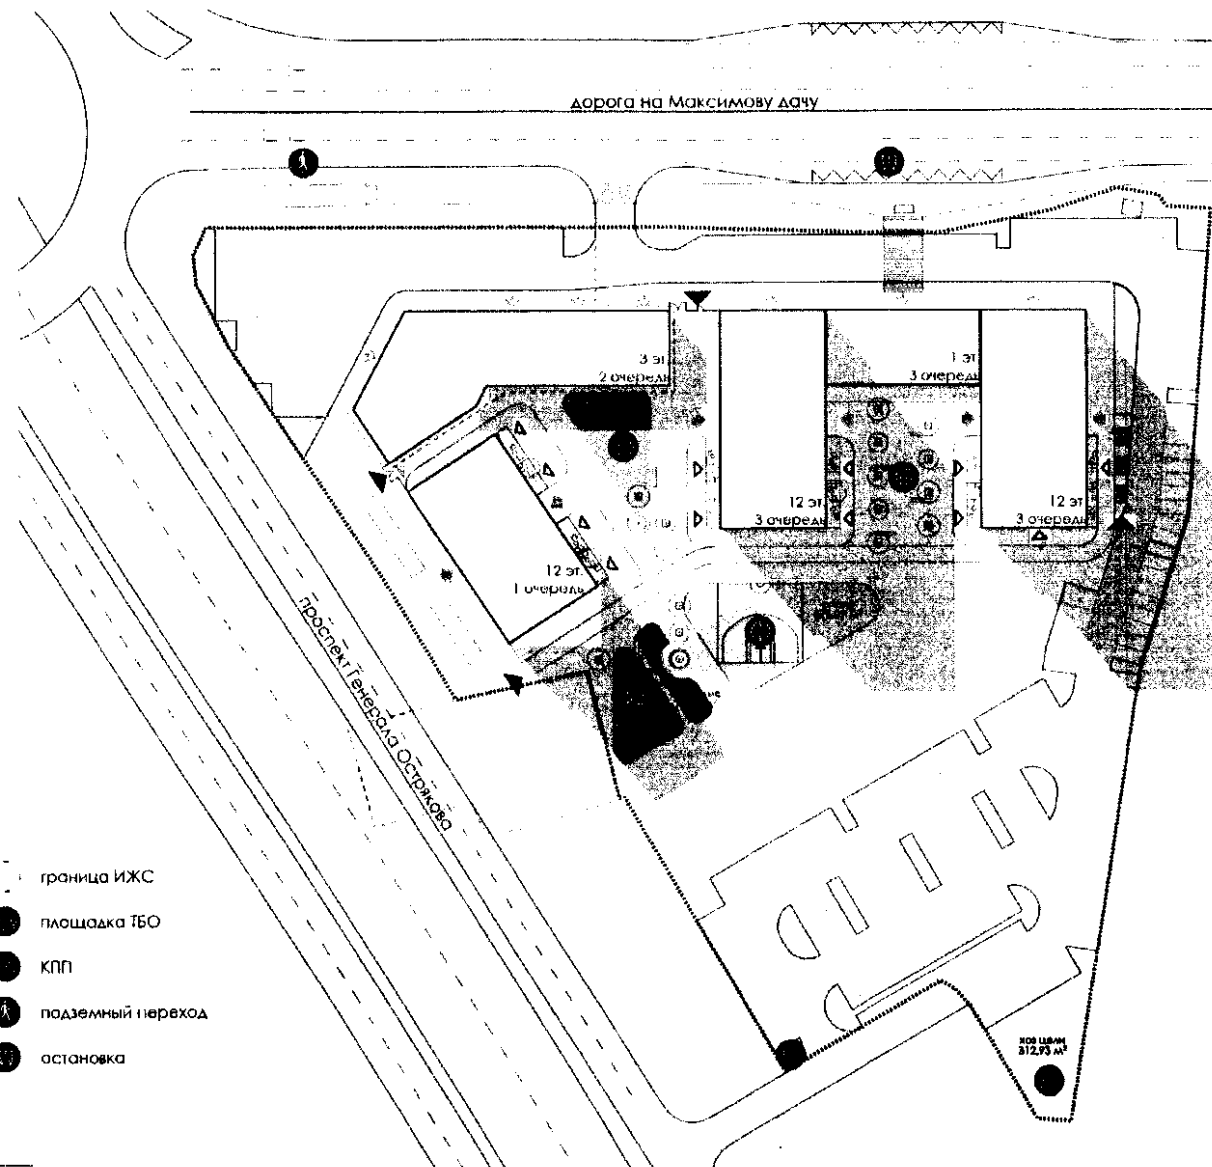 дорога на Максимову дачу
3 эт.
2 очередь
1 эт.
3 очередь
12 эт.
3 очередь
12 эт.
3 очередь
12 эт.
1 очередь
проспект Генерала Острякова
граница ИЖС
площадка ТБО
КПП
подземный переход
остановка
хоз цели
312,93 м²